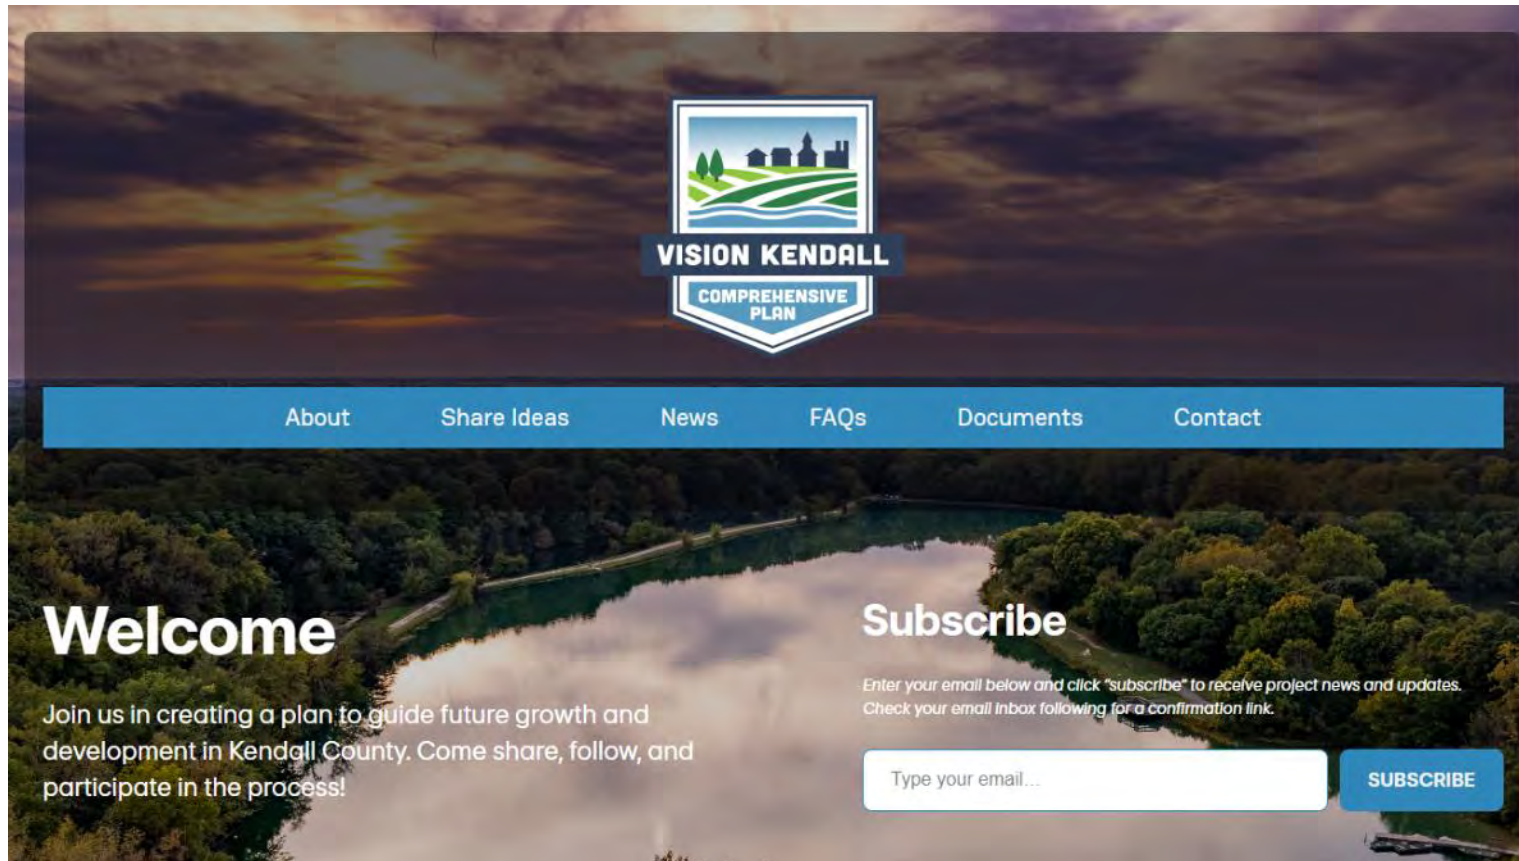 VISION KENDALL
COMPREHENSIVE
PLAN
About Share Ideas News FAQs Documents Contact
Welcome
Join us in creating a plan to guide future growth and
development in Kendall County. Come share, follow, and
participate in the process!
Subscribe
Enter your email below and click "subscribe" to receive project news and updates.
Check your email inbox following for a confirmation link.
Type your email...
SUBSCRIBE